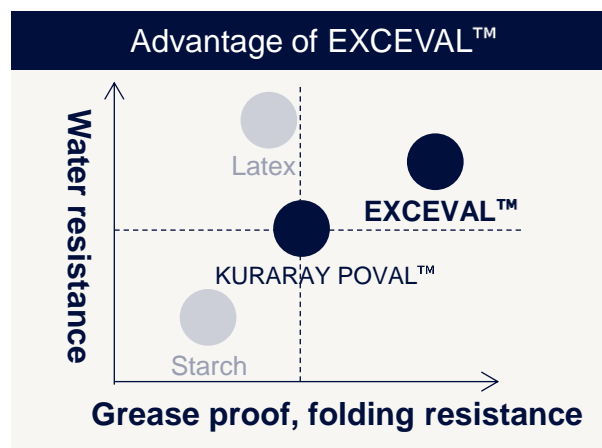 Advantage of EXCEVAL™
Water resistance
Latex
EXCEVAL™
KURARAY POVAL™
Starch
Grease proof, folding resistance